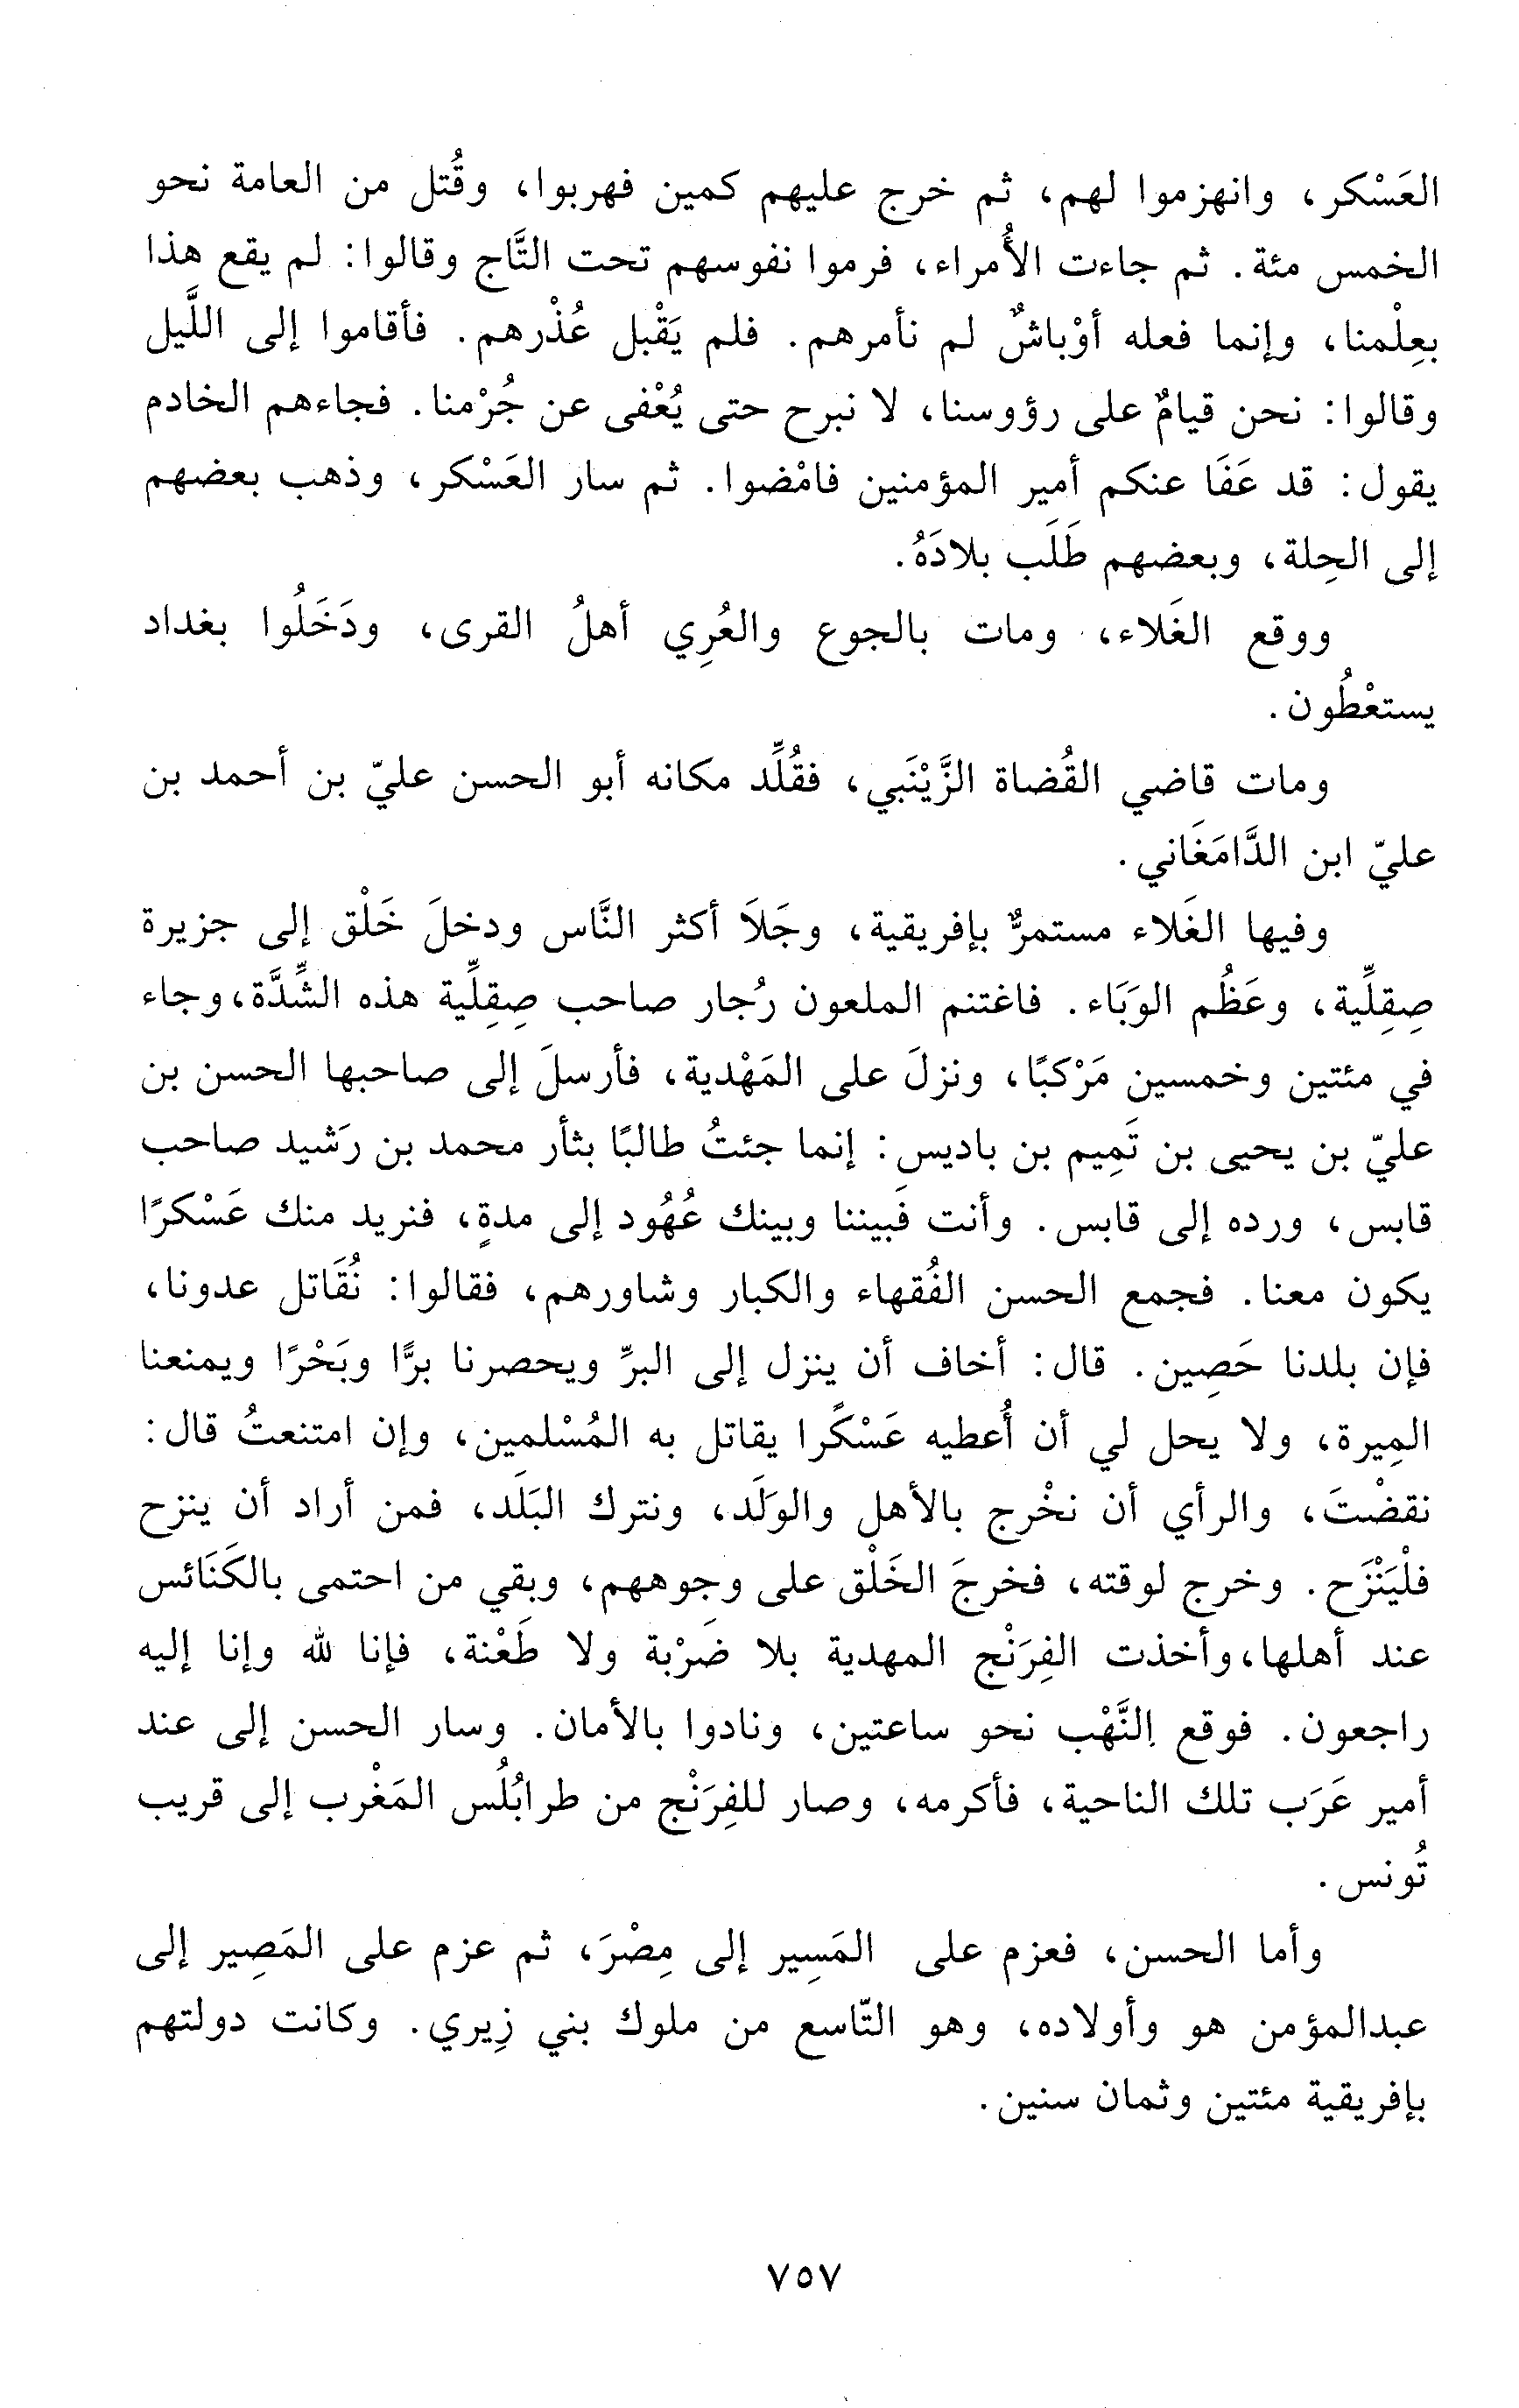 العَسْكر، وانهزموا لهم، ثم خرج عليهم كمين فهربوا، وقُتل من العامة نحو
الخمس مئة. ثم جاءت الأُمراء، فرموا نفوسهم تحت التَّاج وقالوا: لم يقع هذا
بعِلْمنا، وإنما فعله أوْباشٌ لم نأمرهم. فلم يَقْبل عُذْرهم. فأقاموا إلى اللَّيل
وقالوا: نحن قيامٌ على رؤوسنا، لا نبرح حتى يُعْفى عن جُرْمنا. فجاءهم الخادم
يقول: قد عَفَا عنكم أمير المؤمنين فامْضوا. ثم سار العَسْكر، وذهب بعضهم
إلى الحِلة، وبعضهم طَلَب بلادَهُ.
ووقع الغَلاء، ومات بالجوع والعُرِي أهلُ القرى، ودَخَلُوا بغداد
يستعْطُون.
ومات قاضي القُضاة الزَّيْنَبي، فقُلِّد مكانه أبو الحسن عليّ بن أحمد بن
عليّ ابن الدَّامَغَاني.
وفيها الغَلاء مستمرٌّ بإفريقية، وجَلاَ أكثر النَّاس ودخلَ خَلْق إلى جزيرة
صِقِلِّية، وعَظُم الوَبَاء. فاغتنم الملعون رُجار صاحب صِقِلِّية هذه الشِّدَّة، وجاء
في مئتين وخمسين مَرْكبًا، ونزلَ على المَهْدية، فأرسلَ إلى صاحبها الحسن بن
عليّ بن يحيى بن تَمِيم بن باديس: إنما جئتُ طالبًا بثأر محمد بن رَشيد صاحب
قابس، ورده إلى قابس. وأنت فَبيننا وبينك عُهُود إلى مدةٍ، فنريد منك عَسْكرًا
يكون معنا. فجمع الحسن الفُقهاء والكبار وشاورهم، فقالوا: نُقَاتل عدونا،
فإن بلدنا حَصِين. قال: أخاف أن ينزل إلى البرِّ ويحصرنا برًّا وبَحْرًا ويمنعنا
المِيرة، ولا يحل لي أن أُعطيه عَسْكَرًا يقاتل به المُسْلمين، وإن امتنعتُ قال:
نقضْتَ، والرأي أن نخْرج بالأهل والوَلَد، ونترك البَلَد، فمن أراد أن ينزح
فلْيَنْزَح. وخرج لوقته، فخرجَ الخَلْق على وجوههم، وبقي من احتمى بالكَنَائس
عند أهلها، وأخذت الفِرَنْج المهدية بلا ضَرْبة ولا طَعْنة، فإنا لله وإنا إليه
راجعون. فوقع النَّهْب نحو ساعتين، ونادوا بالأمان. وسار الحسن إلى عند
أمير عَرَب تلك الناحية، فأكرمه، وصار للفِرَنْج من طرابُلُس المَغْرب إلى قريب
تُونس.
وأما الحسن، فعزم على المَسِير إلى مِصْرَ، ثم عزم على المَصِير إلى
عبدالمؤمن هو وأولاده، وهو التّاسع من ملوك بني زِيري. وكانت دولتهم
بإفريقية مئتين وثمان سنين.
٧٥٧